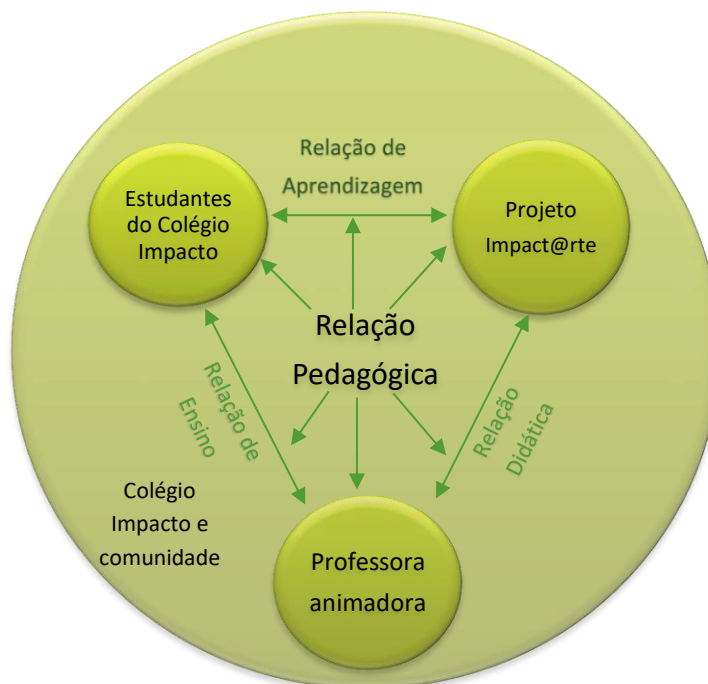 Relação de
Aprendizagem
Estudantes
do Colégio
Impacto
Projeto
Impact@rte
Relação
Pedagógica
Relação de
Ensino
Relação
Didática
Colégio
Impacto e
comunidade
Professora
animadora